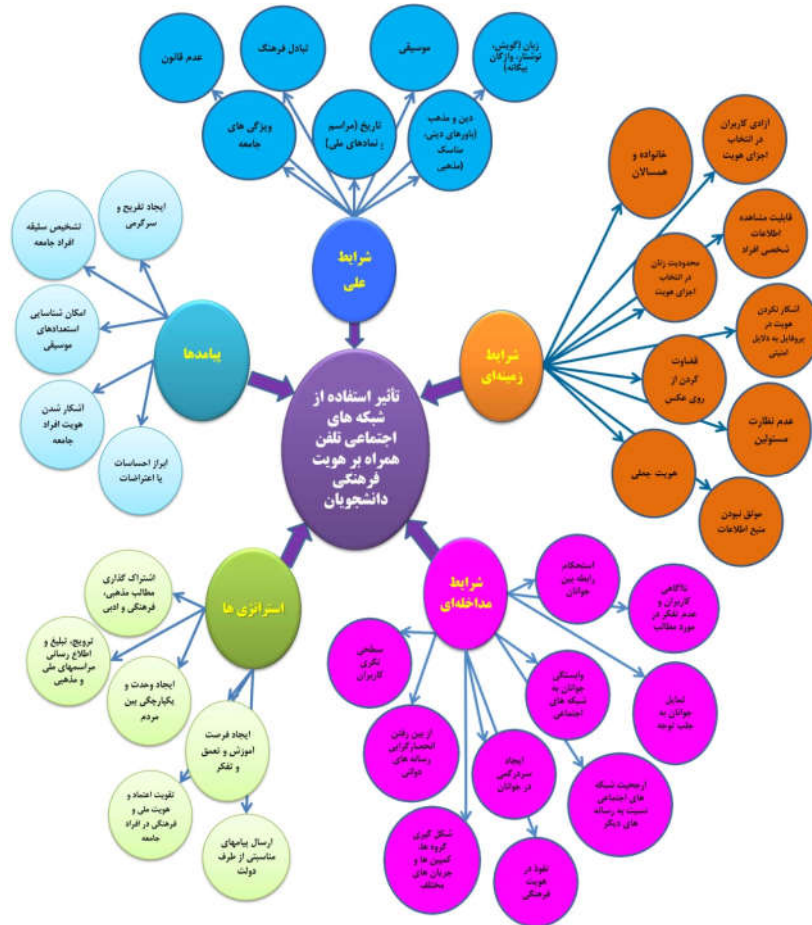 زبان (گویش،
نوشتار، واژگان
بیگانه)
موسیقی
تبادل فرهنگ
عدم قانون
دین و مذهب
(باورهای دینی،
مناسک
مذهبی)
تاریخ (مراسم
و نمادهای ملی)
ویژگی های
جامعه
شرایط
علی
آزادی کاربران
در انتخاب
اجزای هویت
خانواده و
همسالان
قابلیت مشاهده
اطلاعات
شخصی افراد
محدودیت زنان
در انتخاب
اجزای هویت
آشکار نکردن
هویت در
پروفایل به دلایل
امنیتی
قضاوت
کردن از
روی عکس
عدم نظارت
مسئولین
هویت جعلی
موثق نبودن
منبع اطلاعات
شرایط
زمینه‌ای
ایجاد تفریح و
سرگرمی
تشخیص سلیقه
افراد جامعه
امکان شناسایی
استعدادهای
موسیقی
آشکار شدن
هویت افراد
جامعه
ابراز احساسات
یا اعتراضات
پیامدها
تأثیر استفاده از
شبکه های
اجتماعی تلفن
همراه بر هویت
فرهنگی
دانشجویان
شرایط
مداخله‌ای
استحکام
رابطه بین
جوانان
ناآگاهی
کاربران و
عدم تفکر در
مورد مطالب
سطحی
نگری
کاربران
وابستگی
جوانان به
شبکه های
اجتماعی
تمایل
جوانان به
جلب توجه
از بین رفتن
انحصارگرایی
رسانه های
دولتی
ایجاد
سردرگمی
در جوانان
ارجحیت شبکه
های اجتماعی
نسبت به رسانه
های دیگر
شکل گیری
گروه ها،
کمپین ها و
جریان های
مختلف
نفوذ در
هویت
فرهنگی
استراتژی ها
اشتراک گذاری
مطالب مذهبی،
فرهنگی و ادبی
ترویج، تبلیغ و
اطلاع رسانی
مراسمهای ملی
و مذهبی
ایجاد وحدت و
یکپارچگی بین
مردم
ایجاد فرصت
آموزش و تعمق
و تفکر
تقویت اعتماد و
هویت ملی و
فرهنگی در افراد
جامعه
ارسال پیامهای
مناسبتی از طرف
دولت